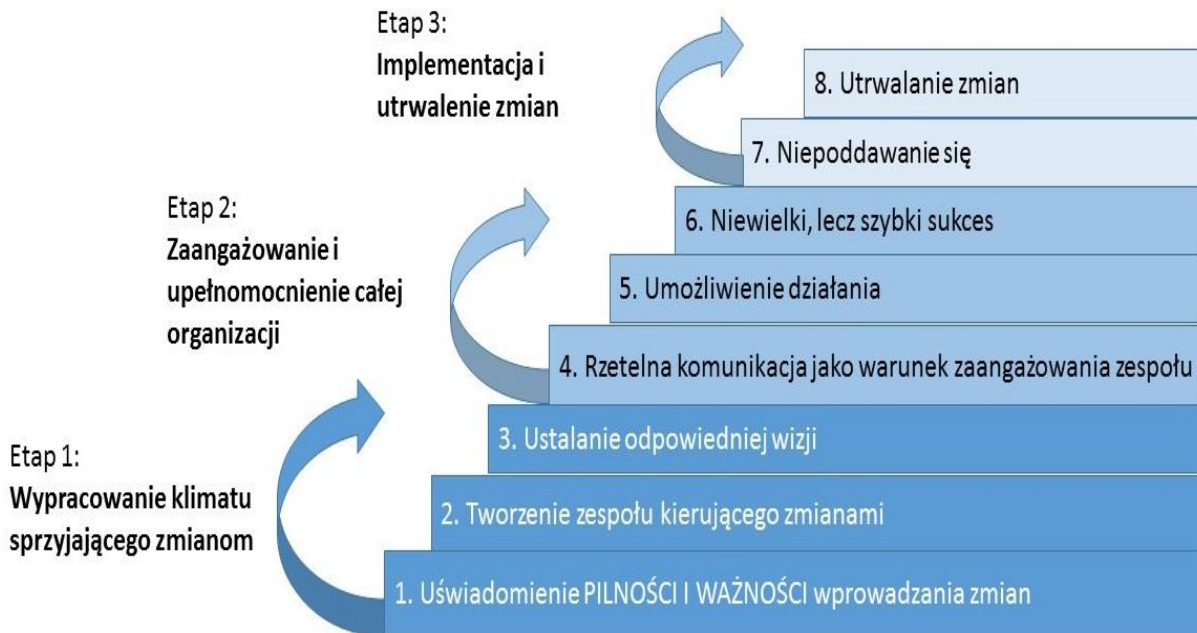 Etap 3:
Implementacja i
utrwalenie zmian
8. Utrwalanie zmian
7. Niepoddawanie się
Etap 2:
Zaangażowanie i
upełnomocnienie całej
organizacji
6. Niewielki, lecz szybki sukces
5. Umożliwienie działania
4. Rzetelna komunikacja jako warunek zaangażowania zespołu
Etap 1:
Wypracowanie klimatu
sprzyjającego zmianom
3. Ustalanie odpowiedniej wizji
2. Tworzenie zespołu kierującego zmianami
1. Uświadomienie PILNOŚCI I WAŻNOŚCI wprowadzania zmian